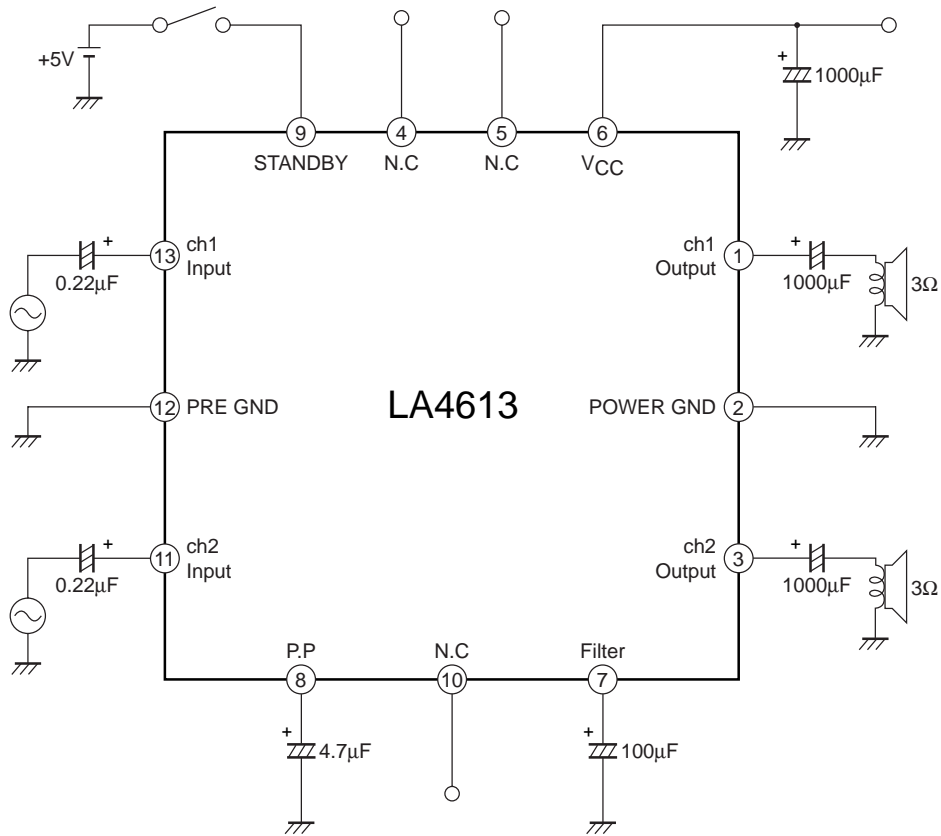 +5V
+
1000µF
9
4
5
6
STANDBY
N.C
N.C
VCC
+
0.22µF
13
ch1
Input
ch1
Output
1
+
1000µF
3Ω
12
PRE GND
LA4613
POWER GND
2
+
0.22µF
11
ch2
Input
ch2
Output
3
+
1000µF
3Ω
P.P
N.C
Filter
8
10
7
+
4.7µF
+
100µF